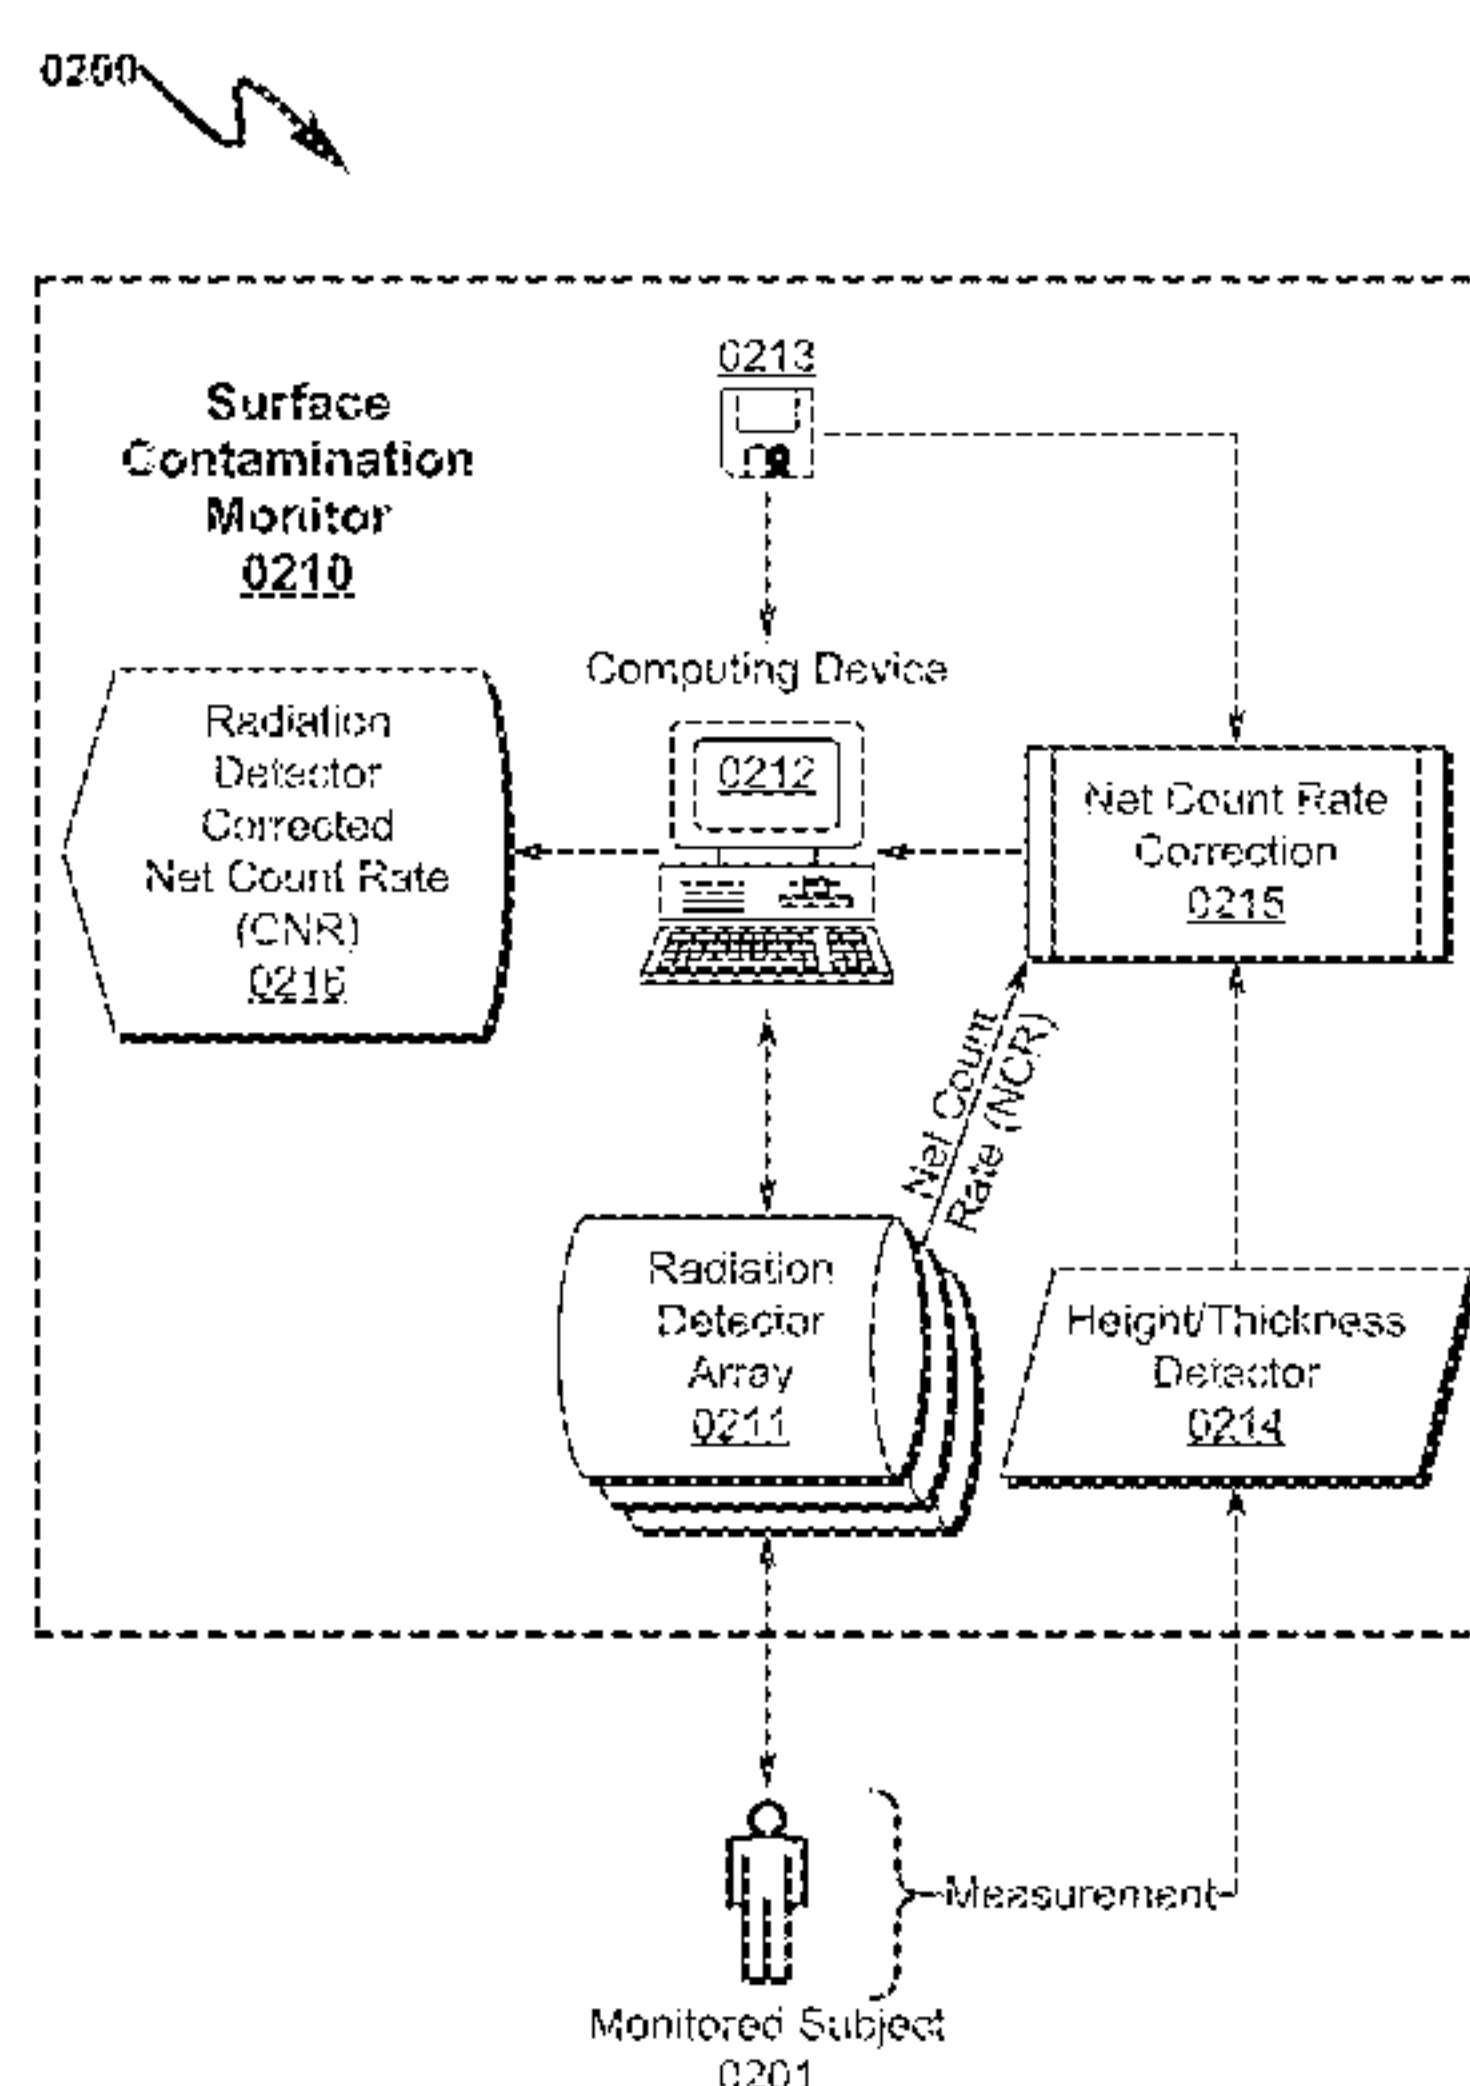 0200
0213
Surface
Contamination
Monitor
0210
Computing Device
0212
Radiation
Detector
Corrected
Net Count Rate
(CNR)
0216
Net Count Rate
Correction
0215
Net Count
Rate (NCR)
Radiation
Detector
Array
0211
Height/Thickness
Detector
0214
Measurement
Monitored Subject
0201